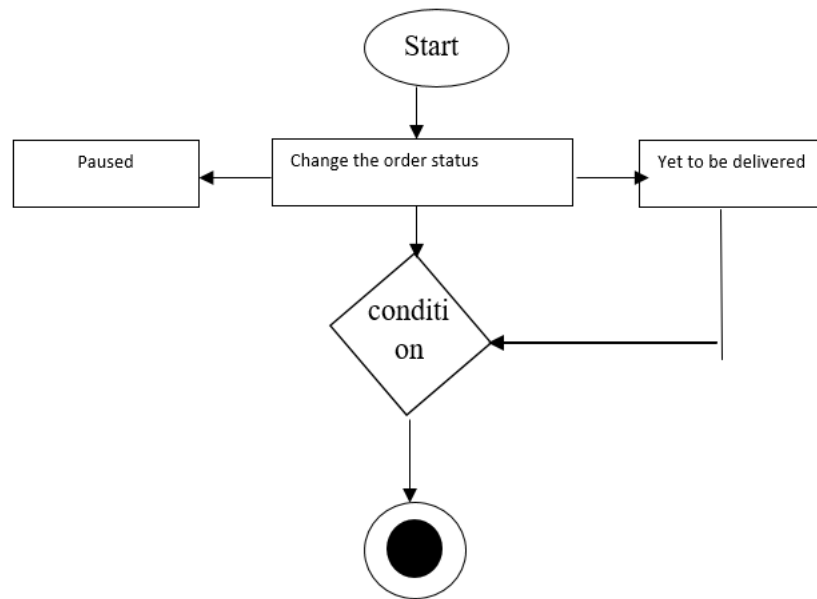 Start
Paused
Change the order status
Yet to be delivered
conditi
on